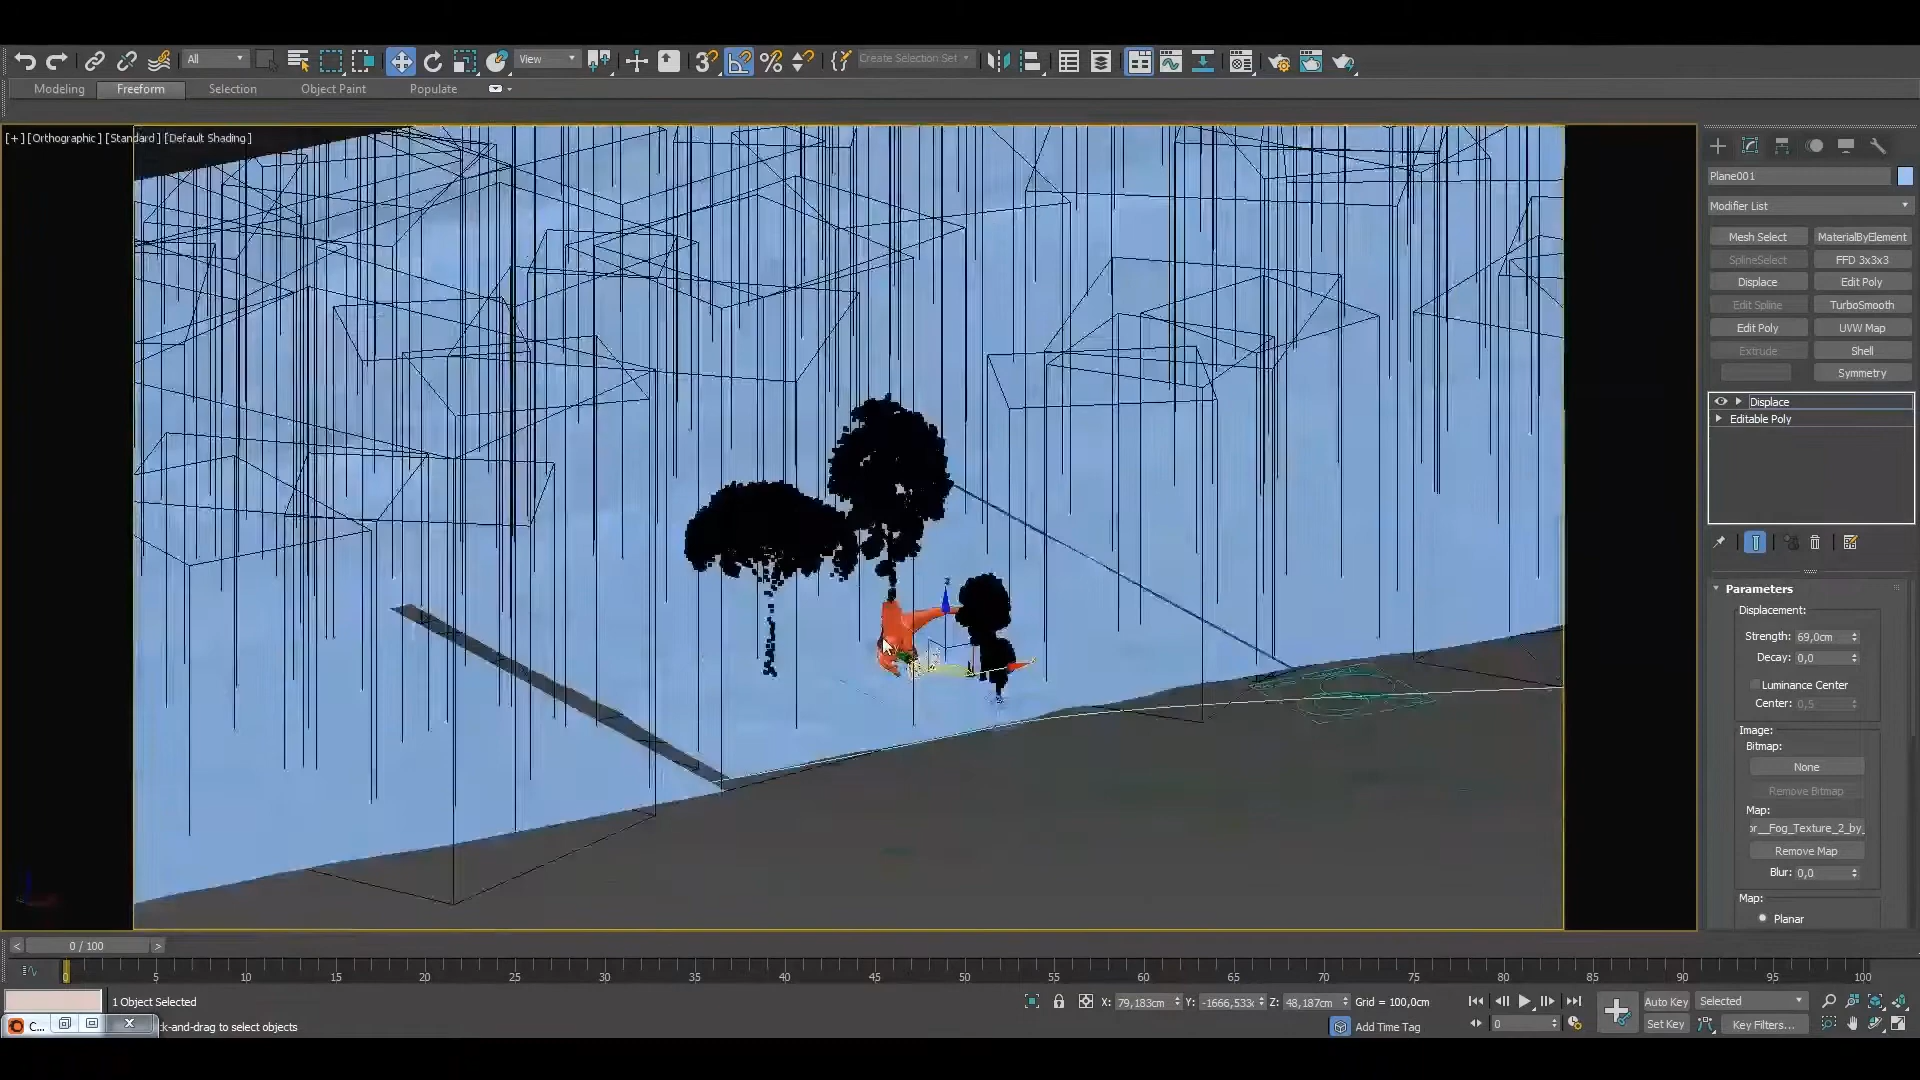 All
View
3
Create Selection Set
Modeling
Freeform
Selection
Object Paint
Populate
[+] [Orthographic] [Standard] [Default Shading]
Plane001
Modifier List
Mesh Select
MaterialByElement
SplineSelect
FFD 3x3x3
Displace
Edit Poly
Edit Spline
TurboSmooth
Edit Poly
UVW Map
Extrude
Shell
Symmetry
Displace
Editable Poly
Parameters
Displacement:
Strength: 69,0cm
Decay: 0,0
Luminance Center
Center: 0,5
Image:
Bitmap:
None
Remove Bitmap
Map:
or__Fog_Texture_2_by_
Remove Map
Blur: 0,0
Map:
Planar
< 0 / 100 >
0 5 10 15 20 25 30 35 40 45 50 55 60 65 70 75 80 85 90 95 100
1 Object Selected
X: 79,183cm Y: -1666,533c Z: 48,187cm Grid = 100,0cm
Auto Key
Selected
C...
ck-and-drag to select objects
Add Time Tag
0
Set Key
Key Filters...